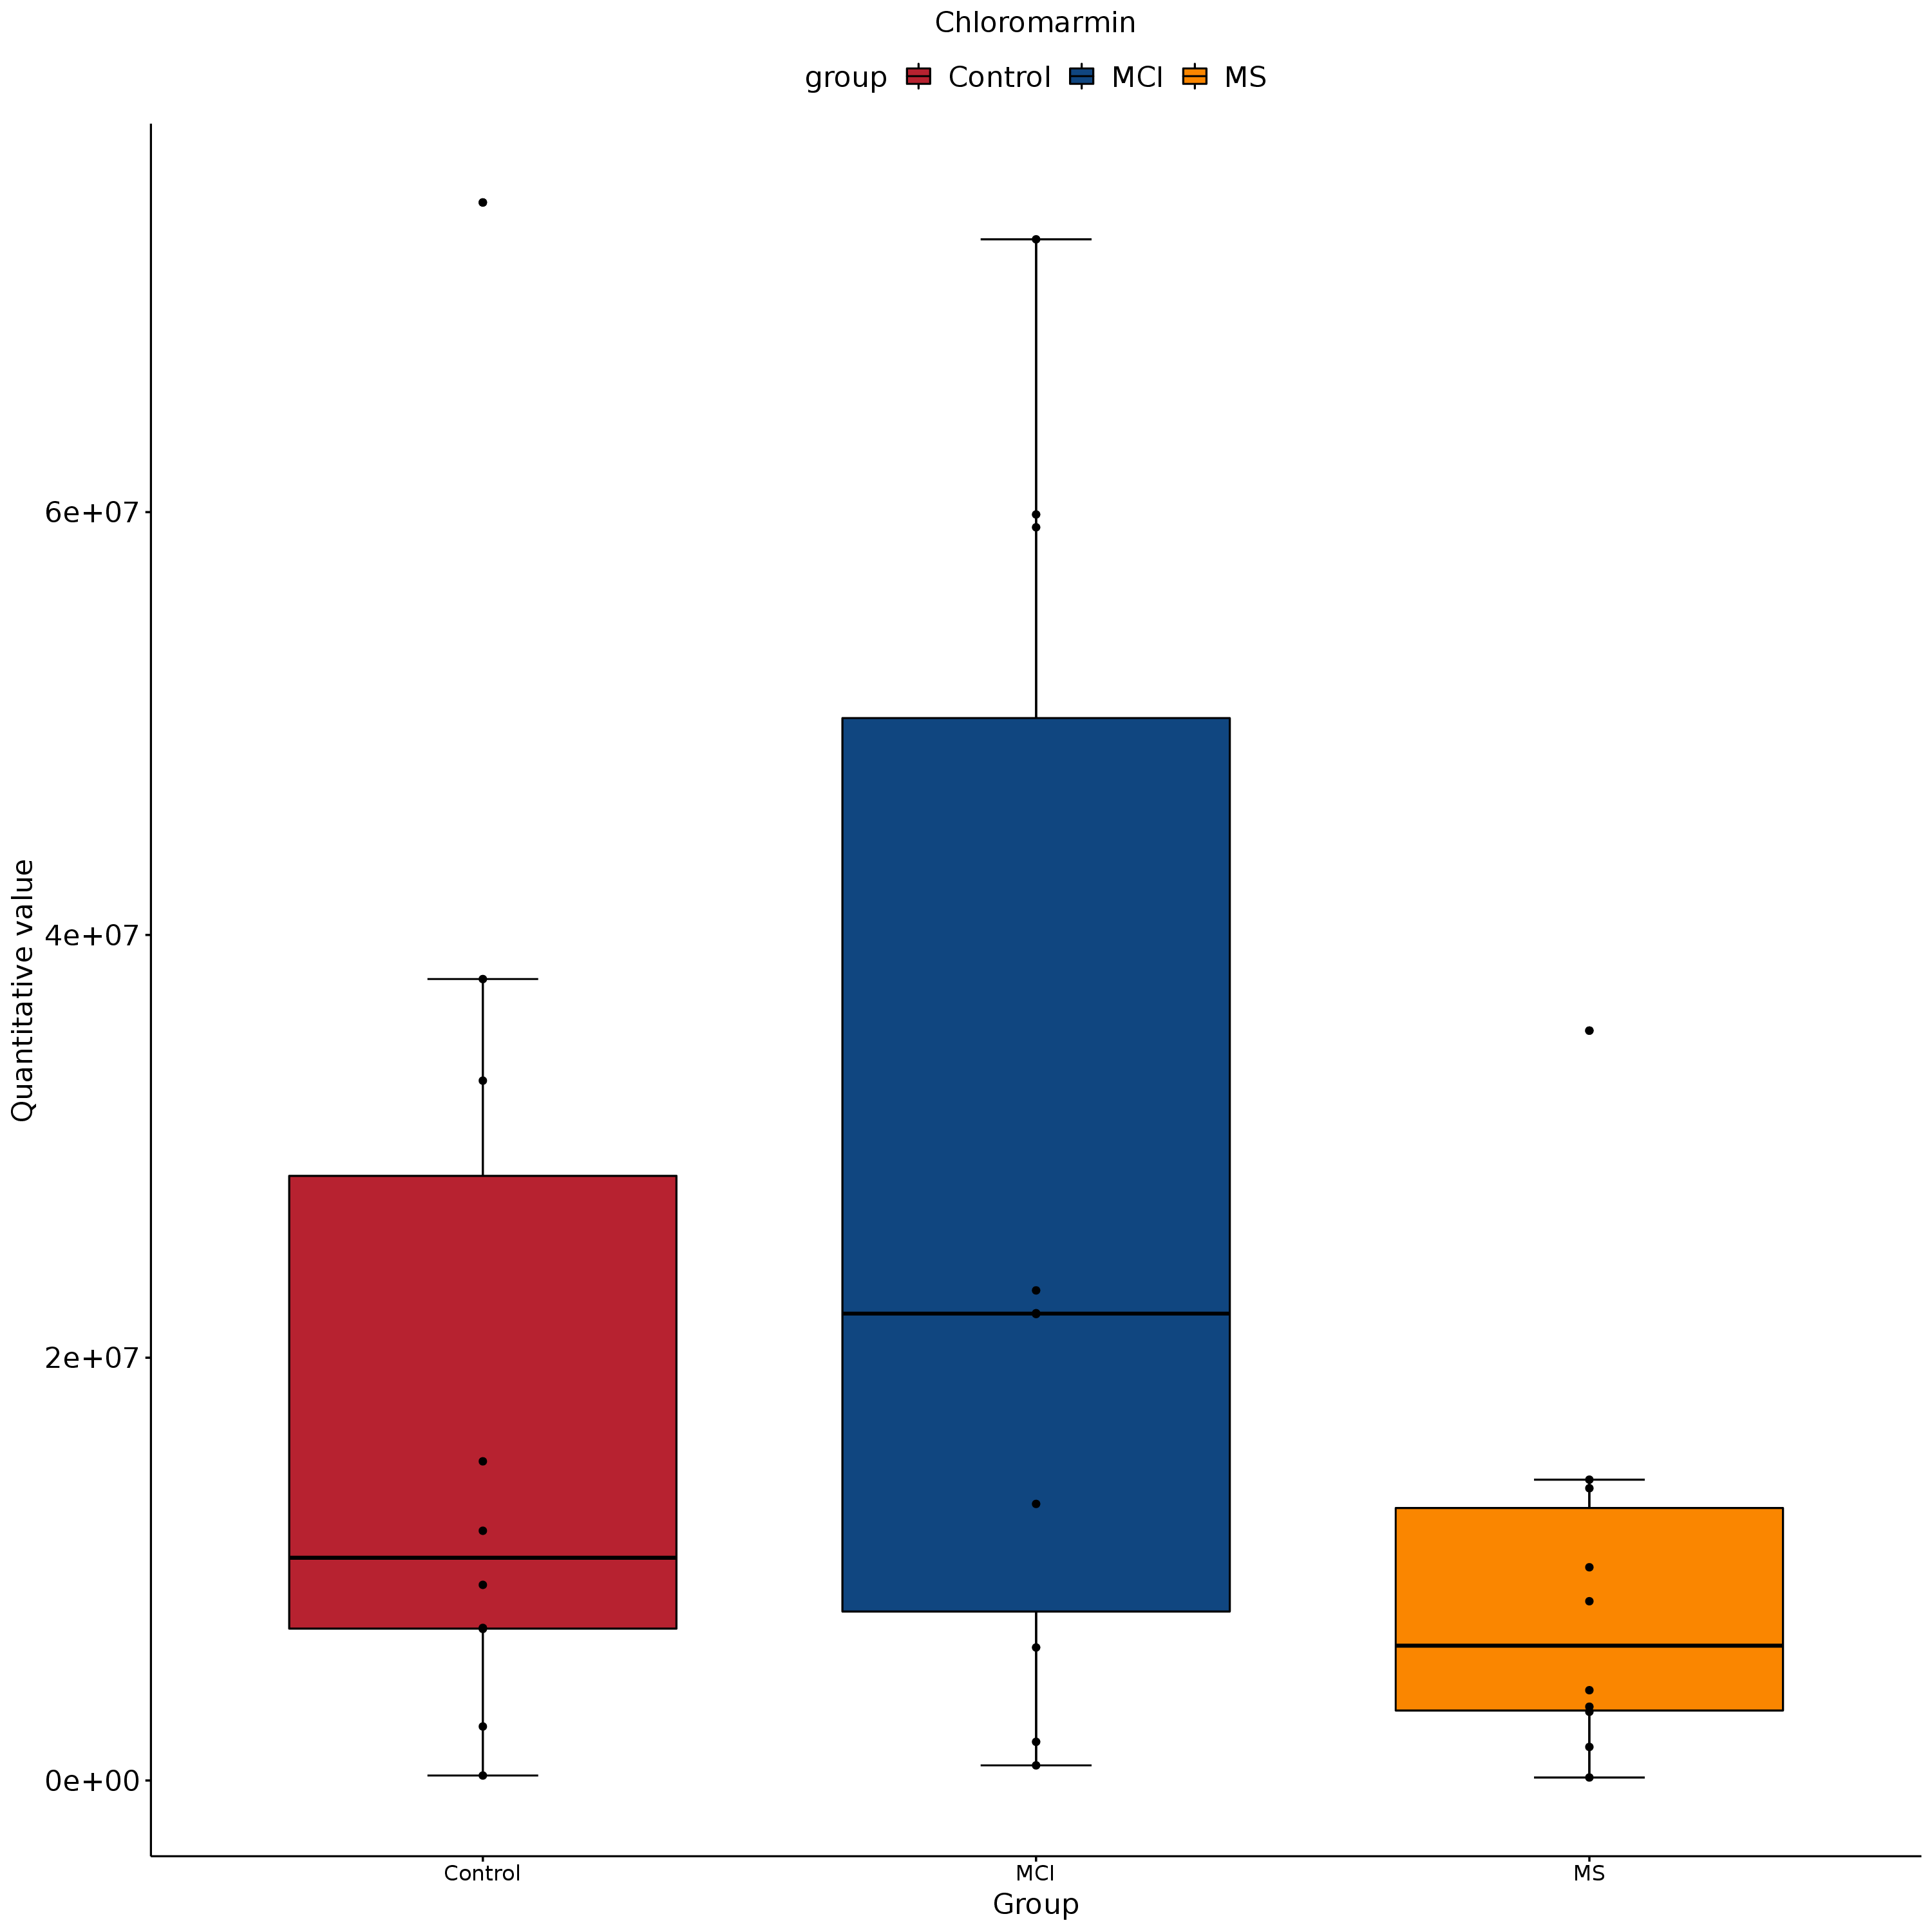 Chloromarmin
group Control MCI MS
Quantitative value
6e+07
4e+07
2e+07
0e+00
Control MCI MS
Group